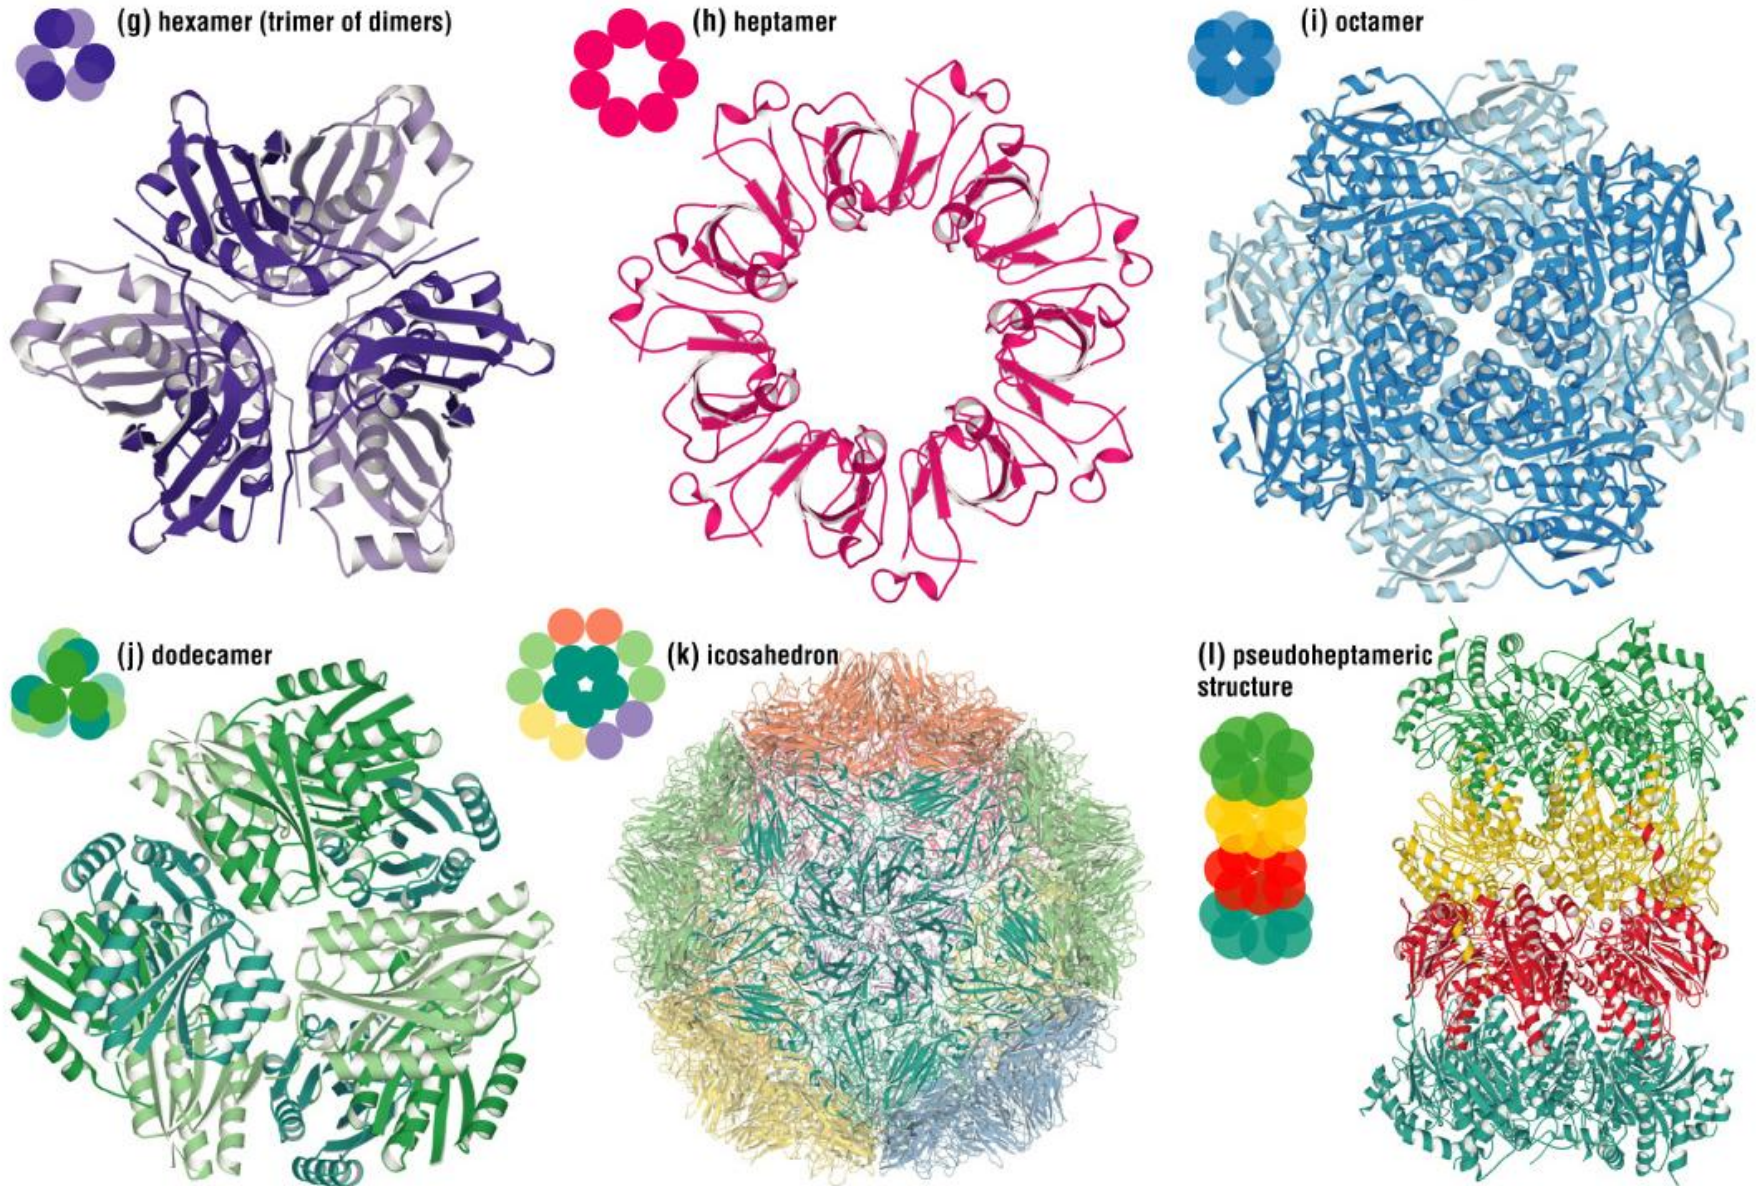 (g) hexamer (trimer of dimers)
(h) heptamer
(i) octamer
(j) dodecamer
(k) icosahedron
(l) pseudoheptameric
structure